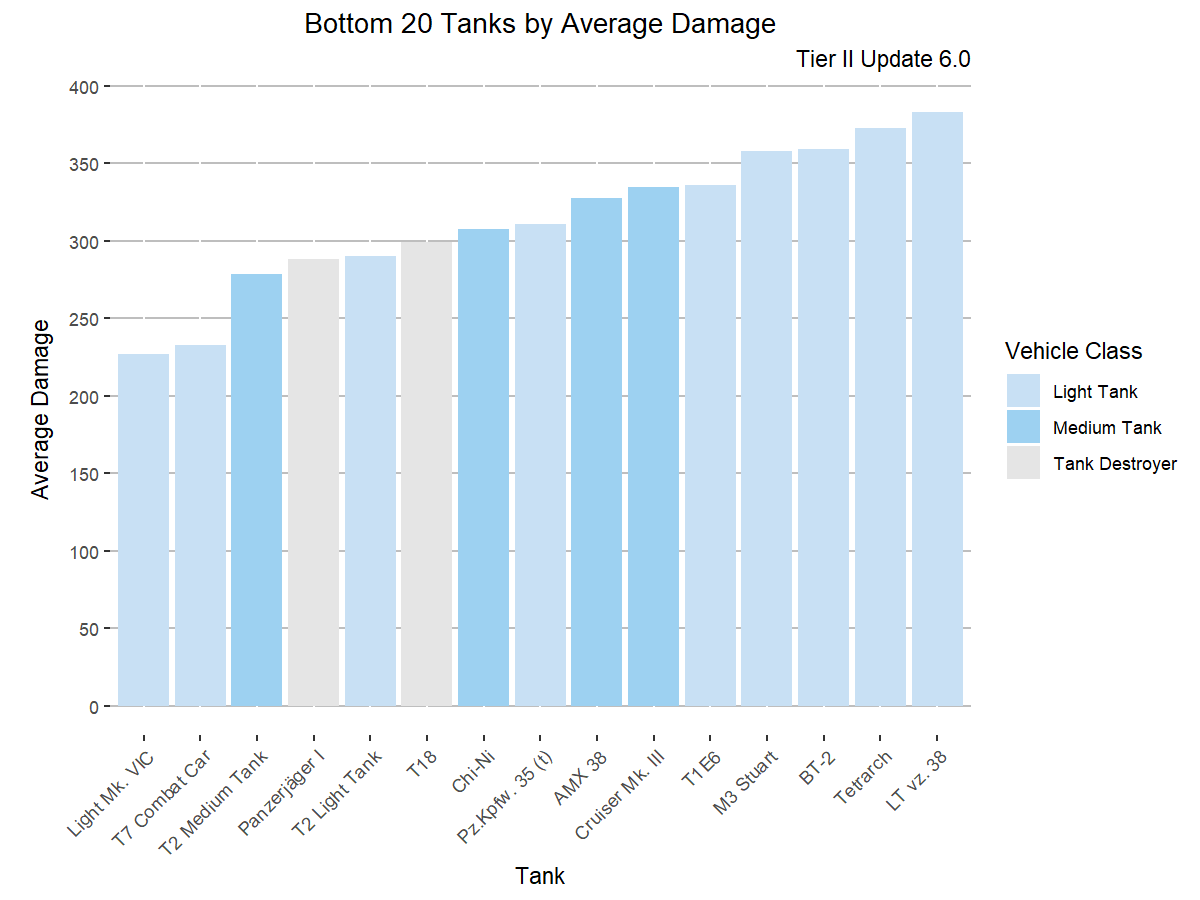 Bottom 20 Tanks by Average Damage
Tier II Update 6.0
Average Damage
400
350
300
250
200
150
100
50
0
Light Mk. VIC
T7 Combat Car
T2 Medium Tank
Panzerjäger I
T2 Light Tank
T18
Chi-Ni
Pz.Kpfw. 35 (t)
AMX 38
Cruiser Mk. III
T1E6
M3 Stuart
BT-2
Tetrarch
LT vz. 38
Tank
Vehicle Class
Light Tank
Medium Tank
Tank Destroyer